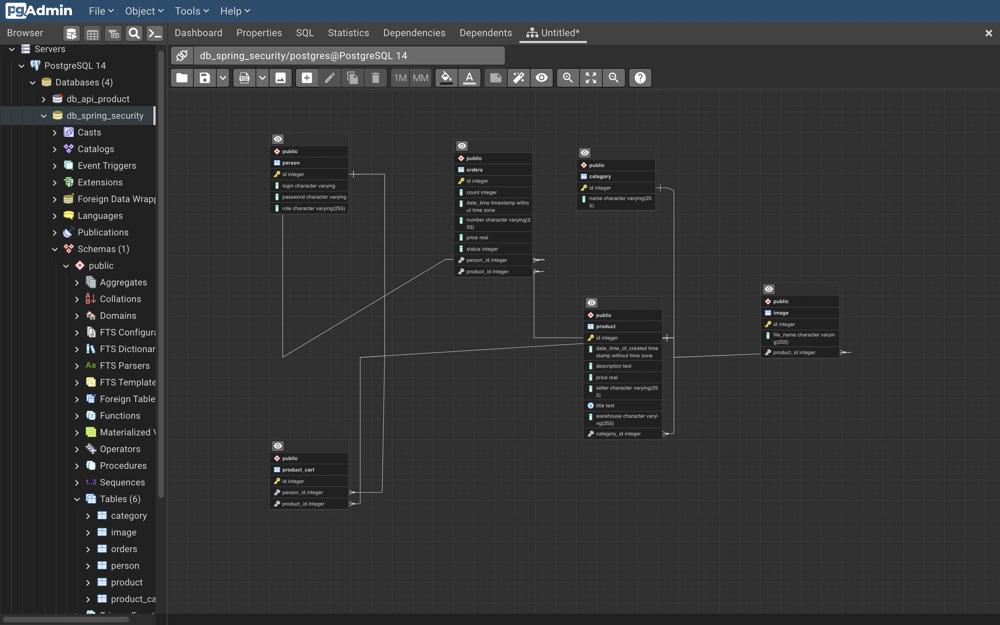 pgAdmin File Object Tools Help
Browser
Dashboard Properties SQL Statistics Dependencies Dependents Untitled*
db_spring_security/postgres@PostgreSQL 14
SQL 1M MM A
Servers
PostgreSQL 14
Databases (4)
db_api_product
db_spring_security
Casts
Catalogs
Event Triggers
Extensions
Foreign Data Wrapp
Languages
Publications
Schemas (1)
public
Aggregates
Collations
Domains
FTS Configura
FTS Dictionar
FTS Parsers
FTS Template
Foreign Table
Functions
Materialized V
Operators
Procedures
1..3 Sequences
Tables (6)
category
image
orders
person
product
product_ca
public
person
id integer
login character varying
password character varying
role character varying(255)
public
orders
id integer
count integer
date_time timestamp witho
ut time zone
number character varying(2
55)
price real
status integer
person_id integer
product_id integer
public
category
id integer
name character varying(25
5)
public
product
id integer
date_time_of_created time
stamp without time zone
description text
price real
seller character varying(25
5)
title text
warehouse character varyi
ng(255)
category_id integer
public
image
id integer
file_name character varyin
g(255)
product_id integer
public
product_cart
id integer
person_id integer
product_id integer